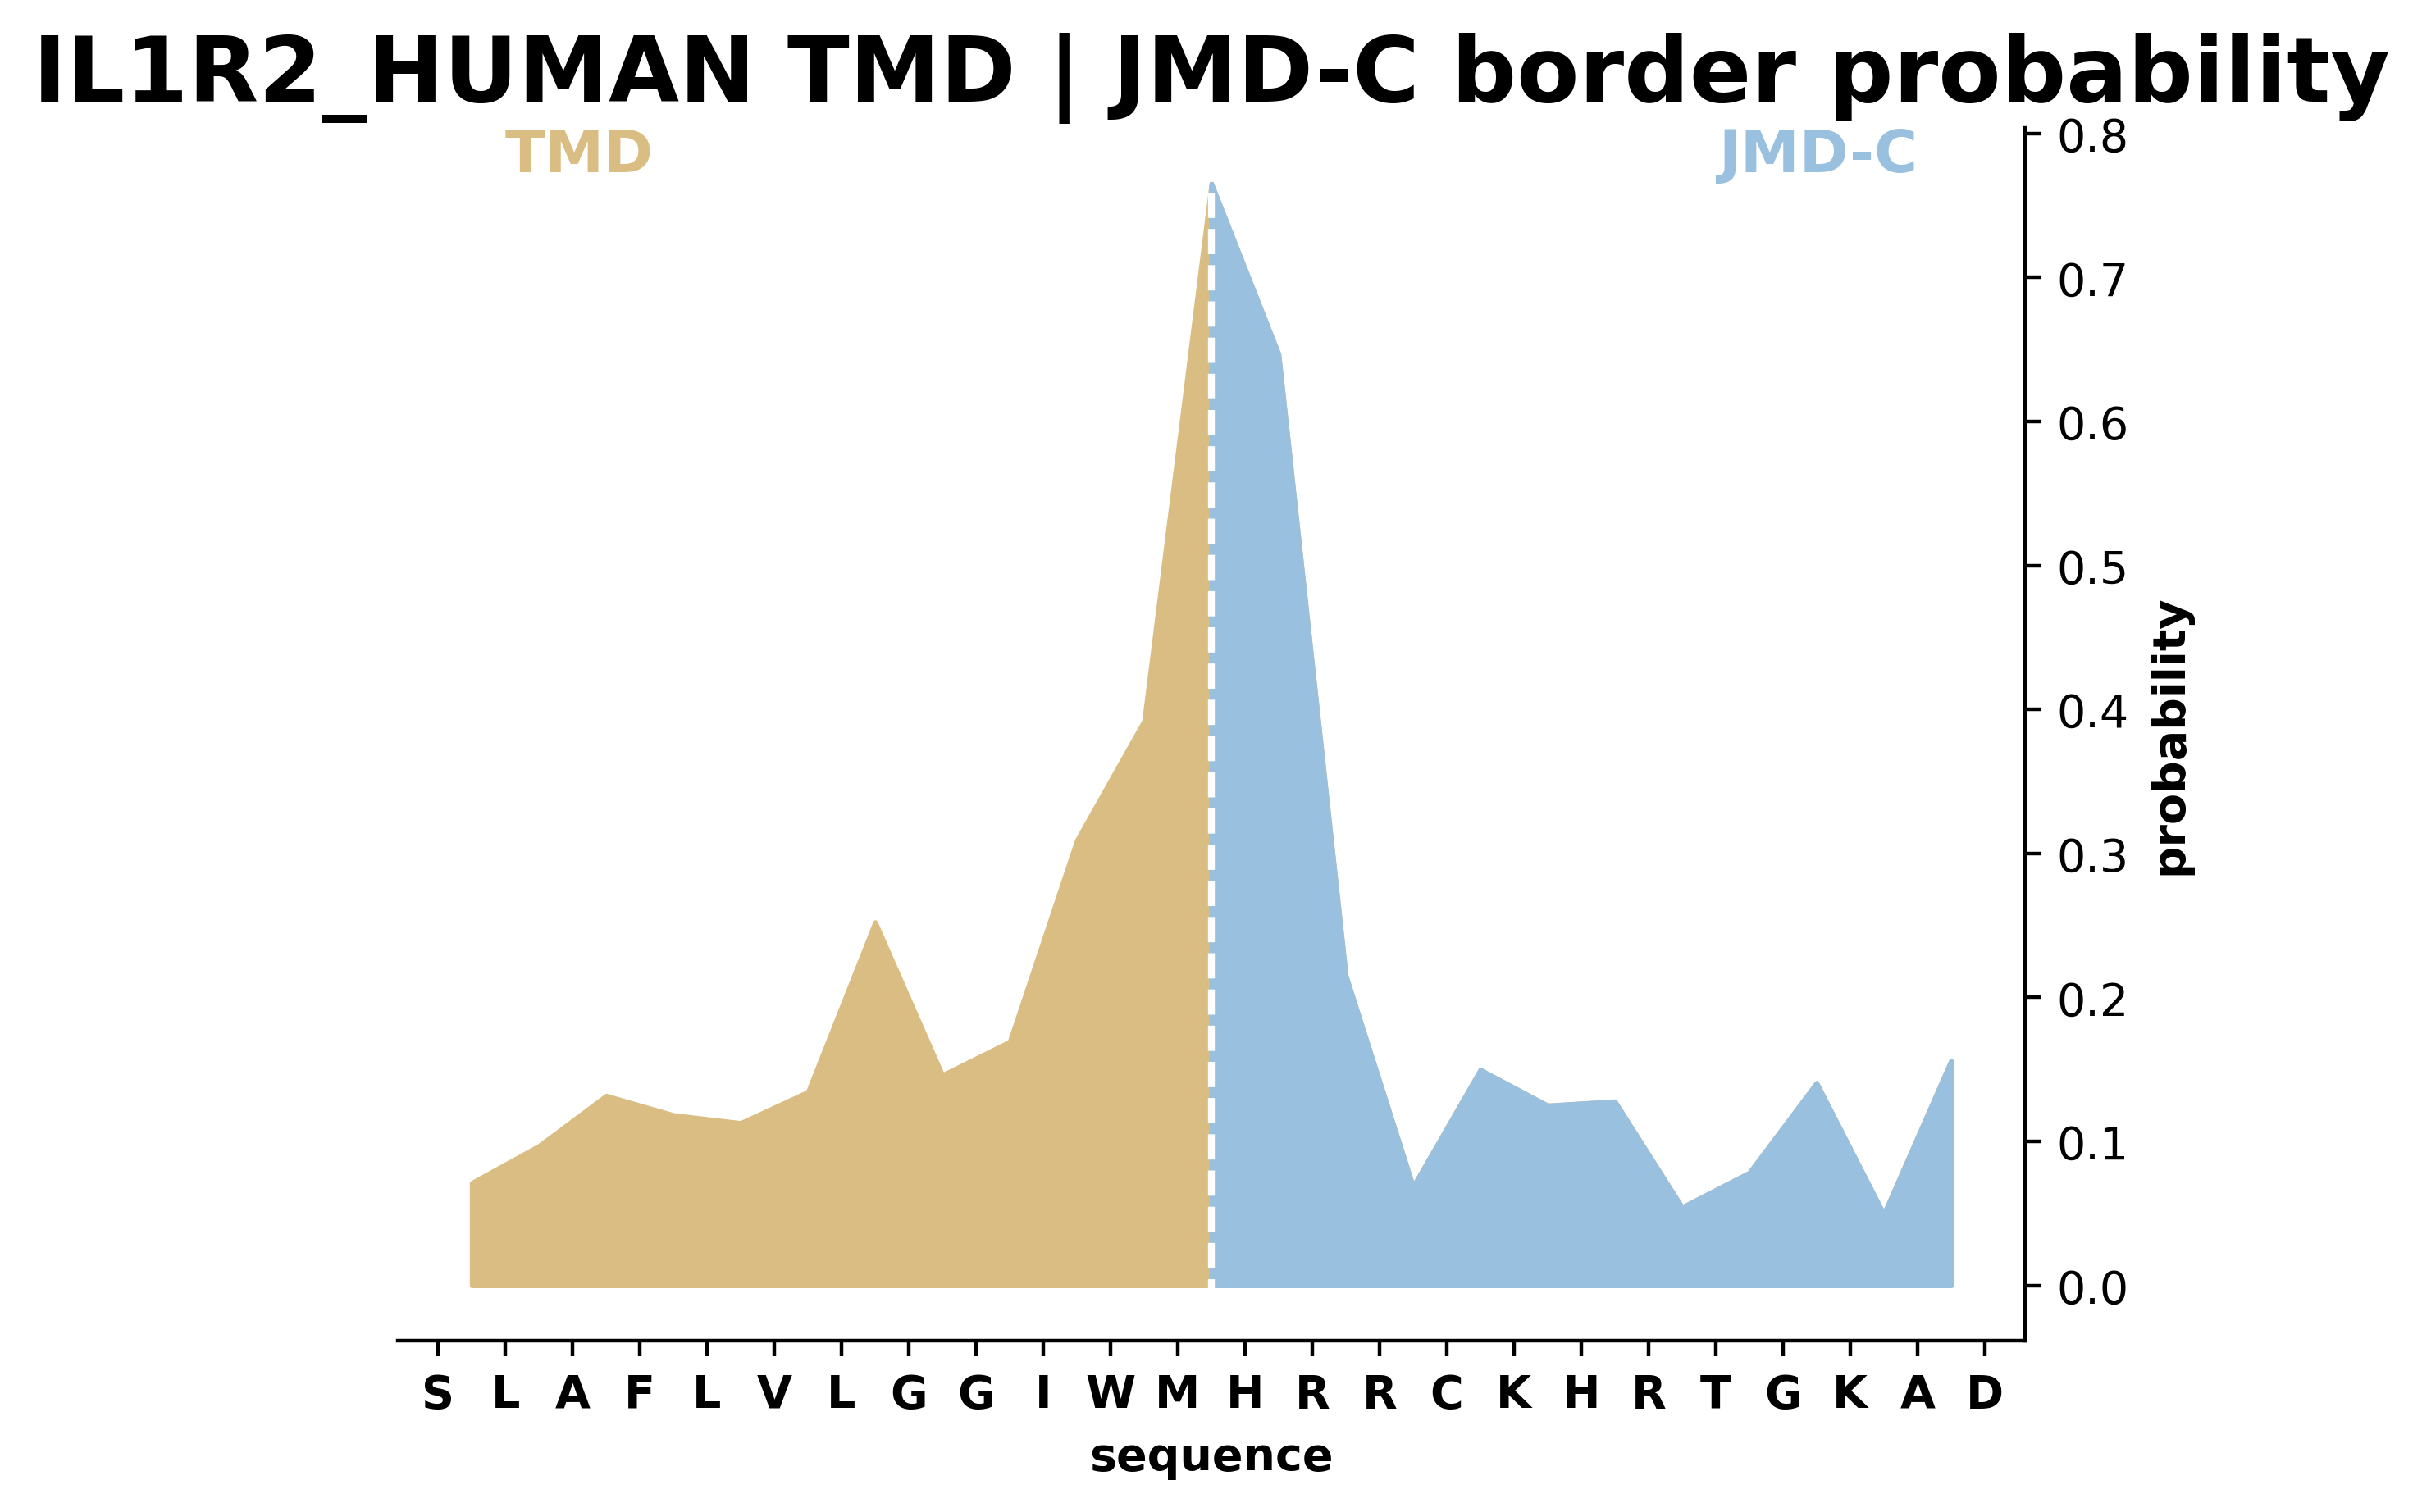 IL1R2_HUMAN TMD | JMD-C border probability
TMD
JMD-C
0.8
0.7
0.6
0.5
0.4
0.3
0.2
0.1
0.0
probability
S L A F L V L G G I W M H R R C K H R T G K A D
sequence